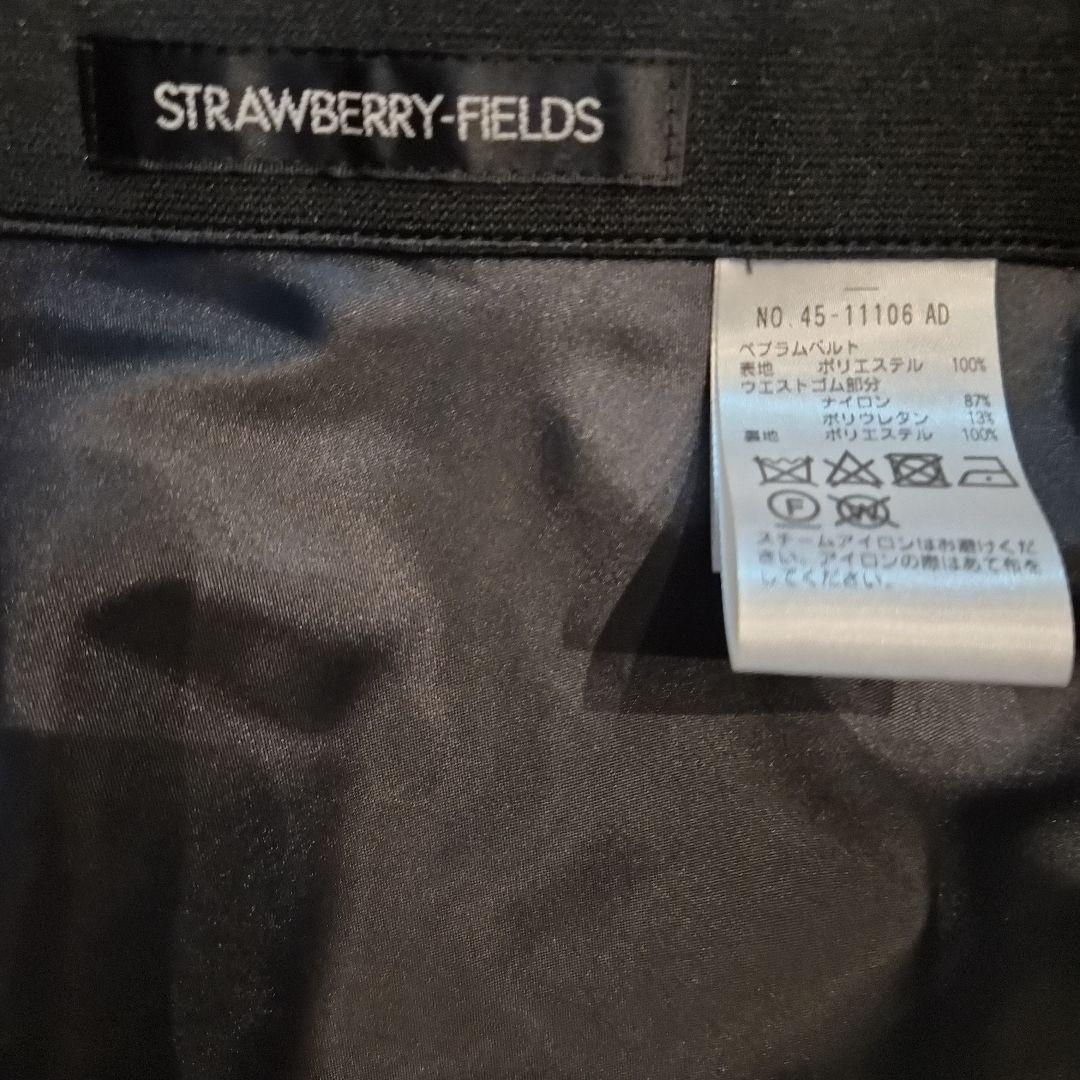 STRAWBERRY-FIELDS
NO.45-11106 AD
ペプラムベルト
表地 ポリエステル 100%
ウエストゴム部分
ナイロン 87%
ポリウレタン 13%
裏地 ポリエステル 100%
F
W
スチームアイロンはお避けくだ
さい。アイロンの際はあて布を
してください。